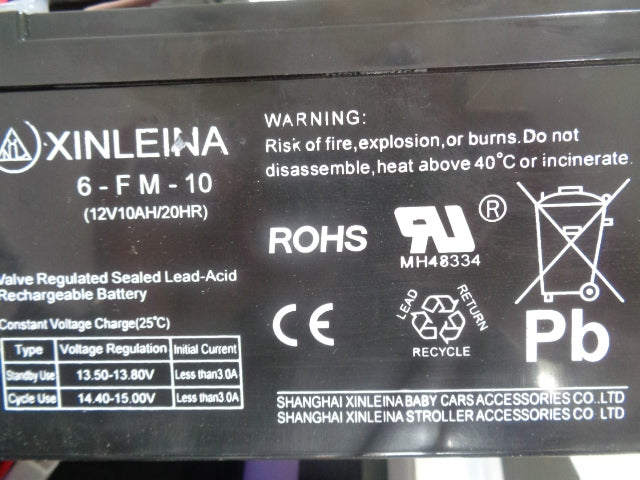 XINLEINA
6-FM-10
(12V10AH/20HR)
Valve Regulated Sealed Lead-Acid
Rechargeable Battery
Constant Voltage Charge(25°C)
Type Voltage Regulation Initial Current
Standby Use 13.50-13.80V Less than3.0A
Cycle Use 14.40-15.00V Less than3.0A
WARNING:
Risk of fire,explosion,or burns.Do not
disassemble,heat above 40°C or incinerate.
ROHS
RU®
MH48334
LEAD
RETURN
RECYCLE
Pb
CE
SHANGHAI XINLEINA BABY CARS ACCESSORIES CO.LTD
SHANGHAI XINLEINA STROLLER ACCESSORIES CO.LTD